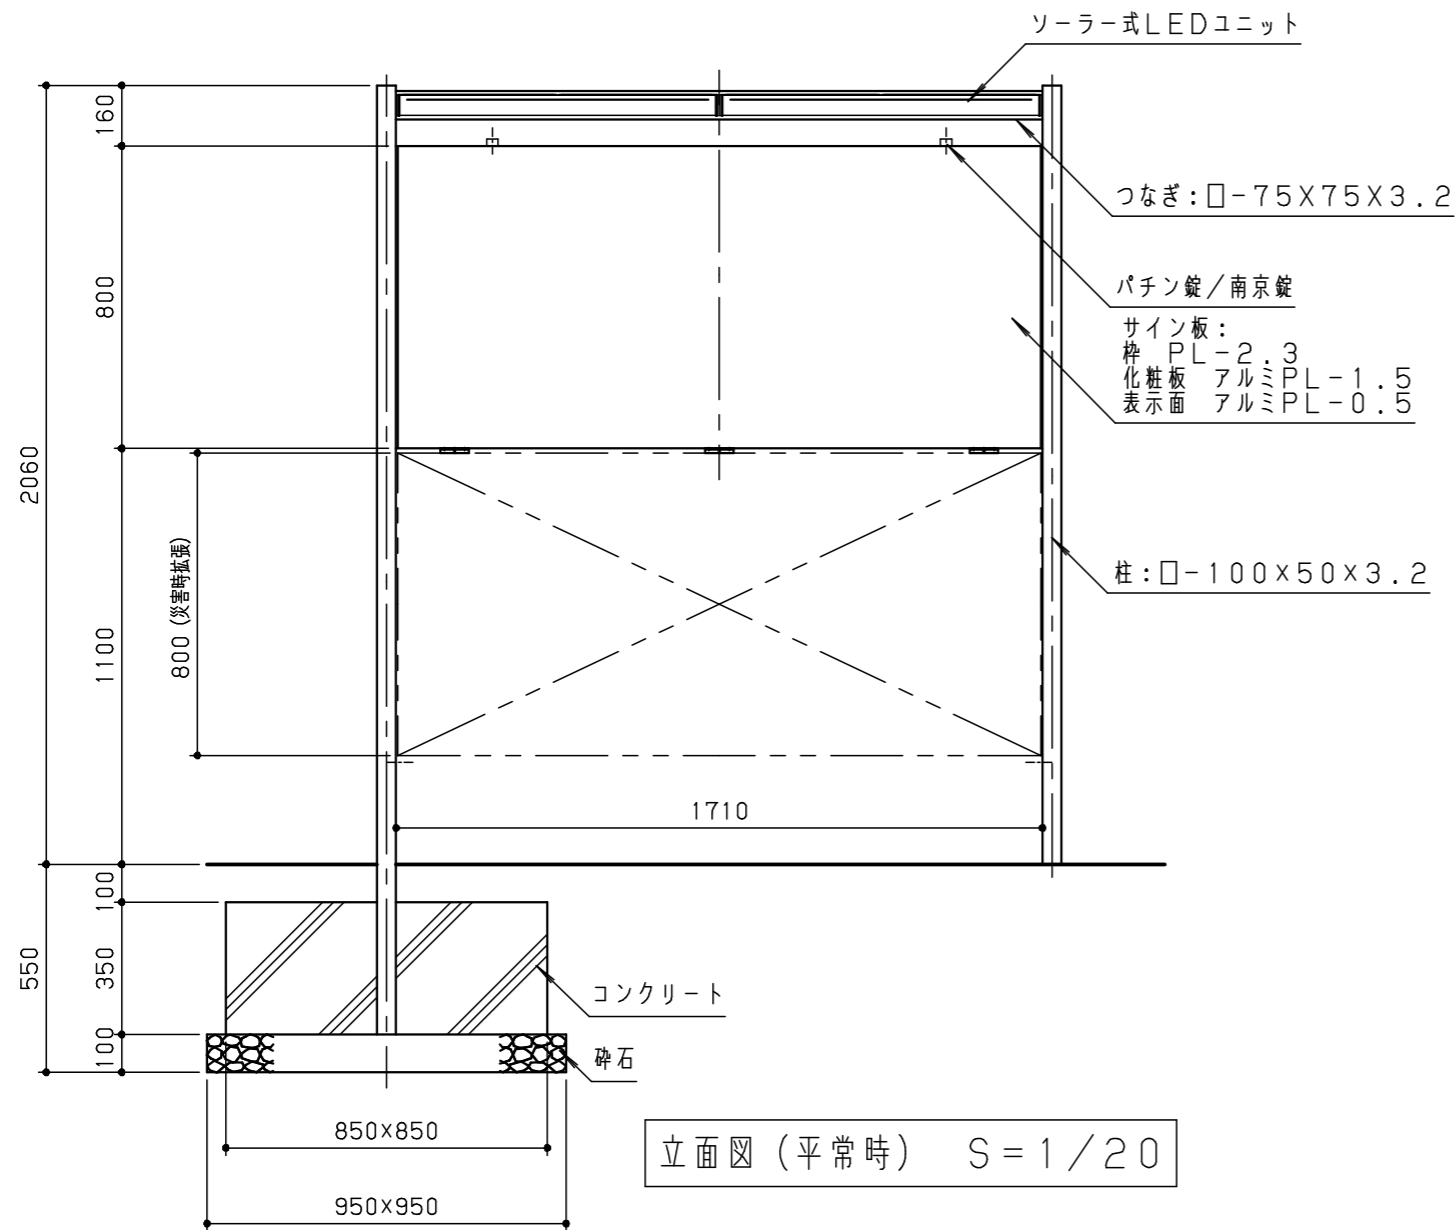 ソーラー式LEDユニット
160
つなぎ：□-75X75X3.2
800
パチン錠／南京錠
サイン板：
枠　PL-2.3
化粧板　アルミPL-1.5
表示面　アルミPL-0.5
2060
1100
800 (災害時拡張)
柱：□-100×50×3.2
1710
100
550
350
コンクリート
100
砕石
850×850
立面図（平常時）　S=1/20
950×950